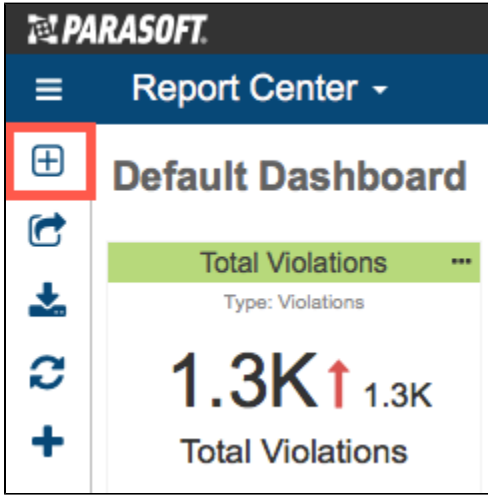 PARASOFT.
Report Center
Default Dashboard
Total Violations
Type: Violations
1.3K 1.3K
Total Violations